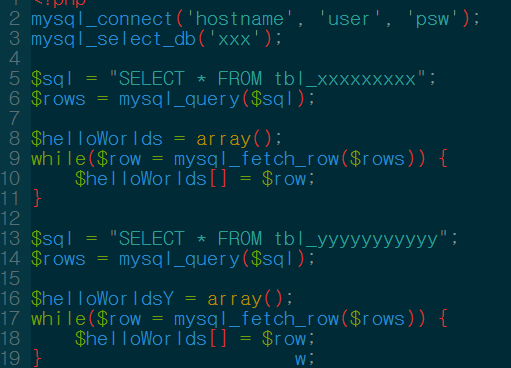 1 <?php
2 mysql_connect('hostname', 'user', 'psw');
3 mysql_select_db('xxx');
4
5 $sql = "SELECT * FROM tbl_xxxxxxxxx";
6 $rows = mysql_query($sql);
7
8 $helloWorlds = array();
9 while($row = mysql_fetch_row($rows)) {
10     $helloWorlds[] = $row;
11 }
12
13 $sql = "SELECT * FROM tbl_yyyyyyyyyyy";
14 $rows = mysql_query($sql);
15
16 $helloWorldsY = array();
17 while($row = mysql_fetch_row($rows)) {
18     $helloWorlds[] = $row;
19 }                          w;